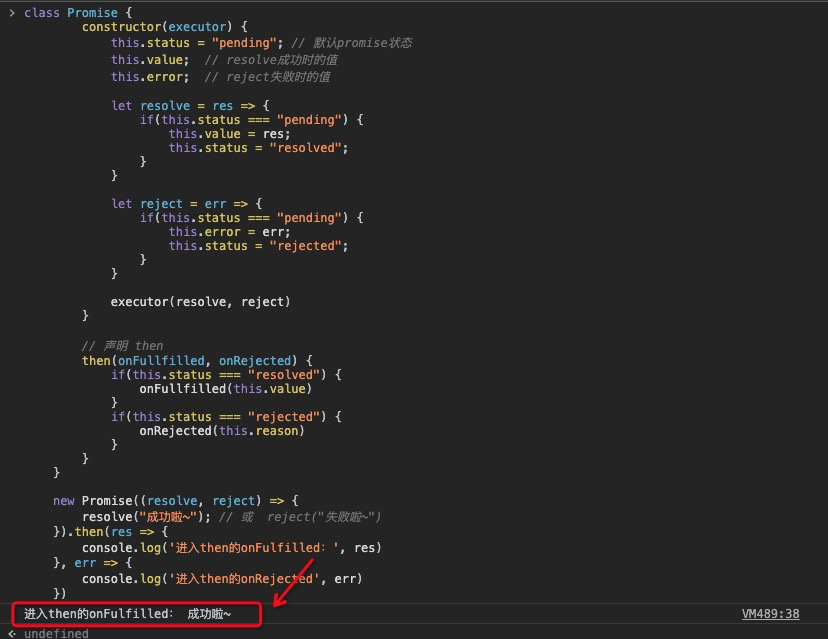 > class Promise {
constructor(executor) {
this.status = "pending"; // 默认promise状态
this.value;  // resolve成功时的值
this.error;  // reject失败时的值
let resolve = res => {
if(this.status === "pending") {
this.value = res;
this.status = "resolved";
}
}
let reject = err => {
if(this.status === "pending") {
this.error = err;
this.status = "rejected";
}
}
executor(resolve, reject)
}
// 声明 then
then(onFullfilled, onRejected) {
if(this.status === "resolved") {
onFullfilled(this.value)
}
if(this.status === "rejected") {
onRejected(this.reason)
}
}
}
new Promise((resolve, reject) => {
resolve("成功啦~"); // 或  reject("失败啦~")
}).then(res => {
console.log('进入then的onFulfilled：', res)
}, err => {
console.log('进入then的onRejected', err)
})
进入then的onFulfilled： 成功啦~ VM489:38
undefined